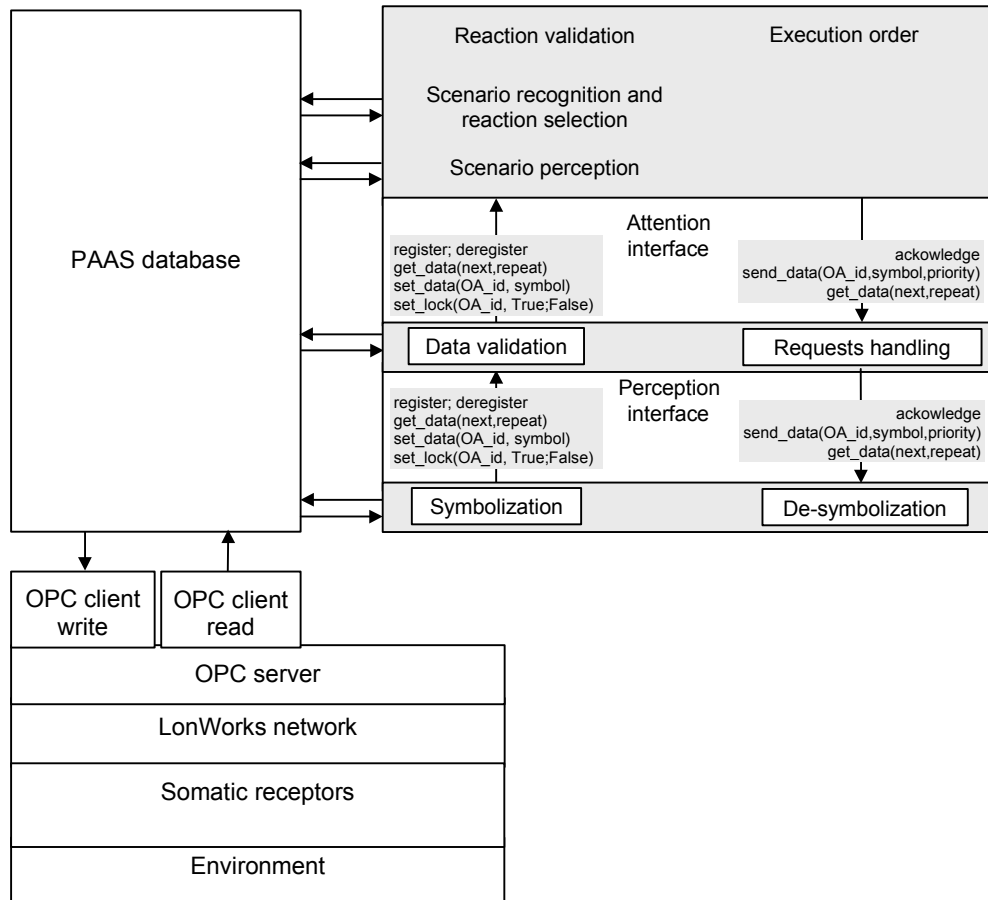 Reaction validation
Execution order
Scenario recognition and
reaction selection
Scenario perception
PAAS database
Attention
interface
register; deregister
get_data(next,repeat)
set_data(OA_id, symbol)
set_lock(OA_id, True;False)
ackowledge
send_data(OA_id,symbol,priority)
get_data(next,repeat)
Data validation
Requests handling
Perception
interface
register; deregister
get_data(next,repeat)
set_data(OA_id, symbol)
set_lock(OA_id, True;False)
ackowledge
send_data(OA_id,symbol,priority)
get_data(next,repeat)
Symbolization
De-symbolization
OPC client
write
OPC client
read
OPC server
LonWorks network
Somatic receptors
Environment